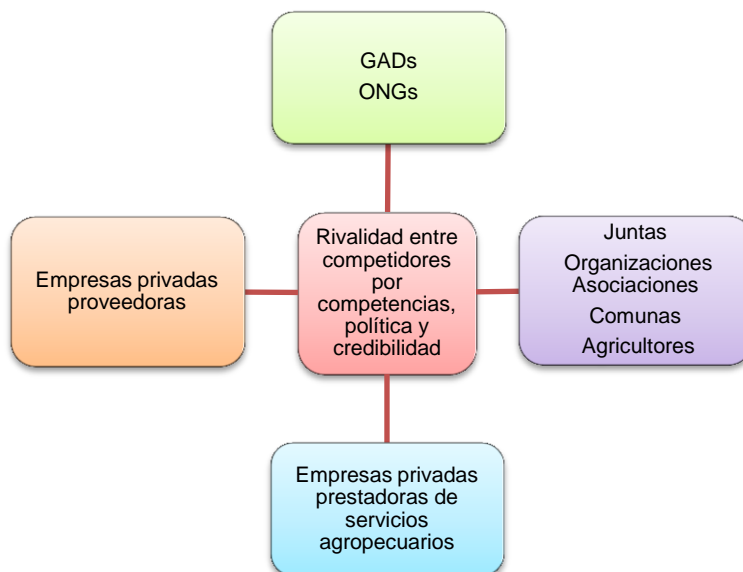 GADs
ONGs
Empresas privadas
proveedoras
Rivalidad entre
competidores
por
competencias,
política y
credibilidad
Juntas
Organizaciones
Asociaciones
Comunas
Agricultores
Empresas privadas
prestadoras de
servicios
agropecuarios